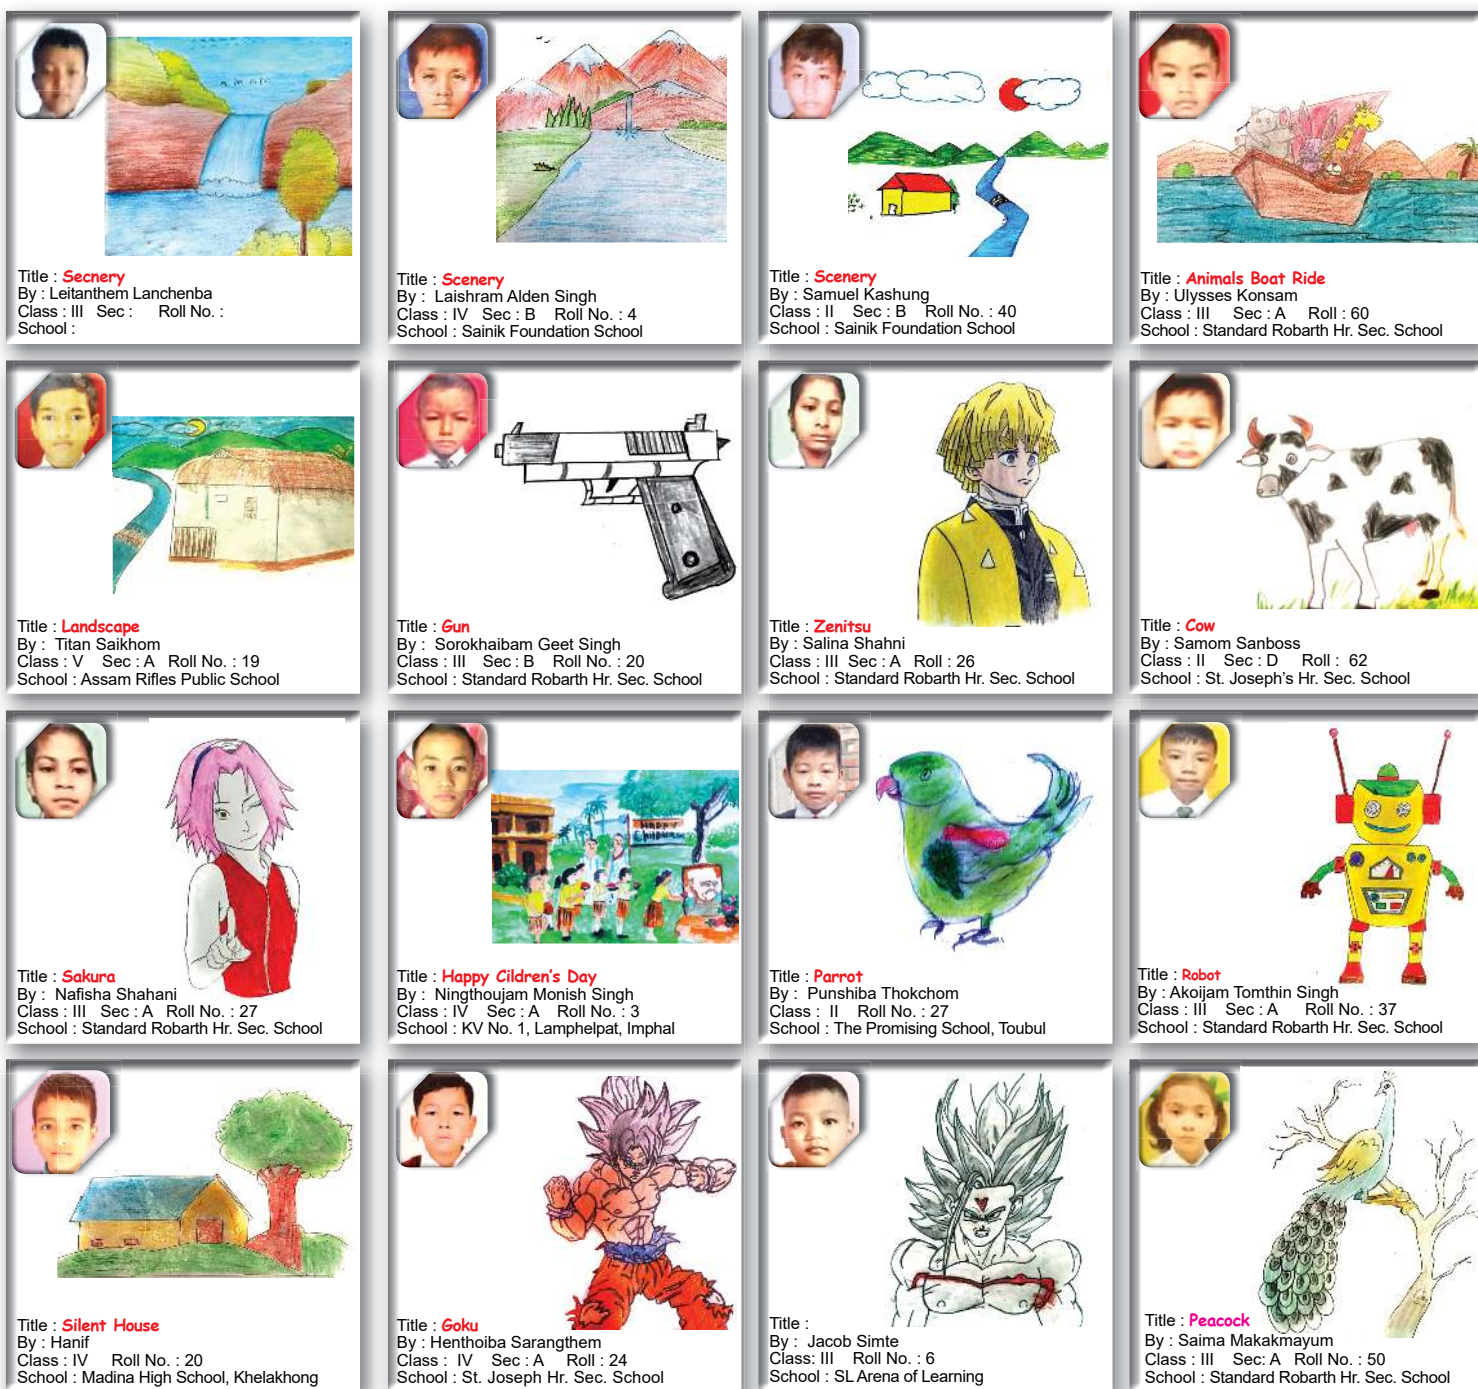 Title : Secnery
By : Leitanthem Lanchenba
Class : III Sec : Roll No. :
School :
Title : Scenery
By : Laishram Alden Singh
Class : IV Sec : B Roll No. : 4
School : Sainik Foundation School
Title : Scenery
By : Samuel Kashung
Class : II Sec : B Roll No. : 40
School : Sainik Foundation School
Title : Animals Boat Ride
By : Ulysses Konsam
Class : III Sec : A Roll : 60
School : Standard Robarth Hr. Sec. School
Title : Landscape
By : Titan Saikhom
Class : V Sec : A Roll No. : 19
School : Assam Rifles Public School
Title : Gun
By : Sorokhaibam Geet Singh
Class : III Sec : B Roll No. : 20
School : Standard Robarth Hr. Sec. School
Title : Zenitsu
By : Salina Shahni
Class : III Sec : A Roll : 26
School : Standard Robarth Hr. Sec. School
Title : Cow
By : Samom Sanboss
Class : II Sec : D Roll : 62
School : St. Joseph's Hr. Sec. School
Title : Sakura
By : Nafisha Shahani
Class : III Sec : A Roll No. : 27
School : Standard Robarth Hr. Sec. School
HAPPY
Title : Happy Cildren's Day
By : Ningthoujam Monish Singh
Class : IV Sec : A Roll No. : 3
School : KV No. 1, Lamphelpat, Imphal
Title : Parrot
By : Punshiba Thokchom
Class : II Roll No. : 27
School : The Promising School, Toubul
Title : Robot
By : Akoijam Tomthin Singh
Class : III Sec : A Roll No. : 37
School : Standard Robarth Hr. Sec. School
Title : Silent House
By : Hanif
Class : IV Roll No. : 20
School : Madina High School, Khelakhong
Title : Goku
By : Henthoiba Sarangthem
Class : IV Sec : A Roll : 24
School : St. Joseph Hr. Sec. School
Title :
By : Jacob Simte
Class: III Roll No. : 6
School : SL Arena of Learning
Title : Peacock
By : Saima Makakmayum
Class : III Sec: A Roll No. : 50
School : Standard Robarth Hr. Sec. School